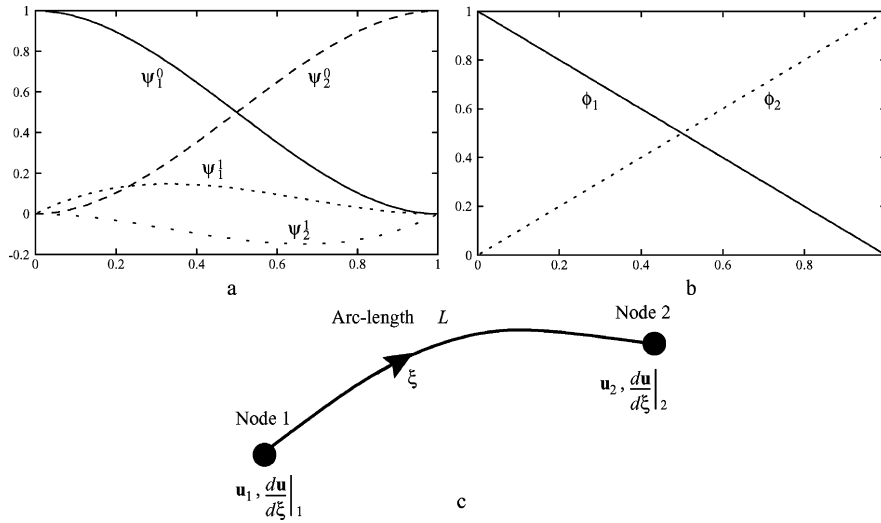 1
0.8
0.6
0.4
0.2
0
-0.2
0 0.2 0.4 0.6 0.8 1
ψ₁⁰
ψ₂⁰
ψ₁¹
ψ₂¹
a
1
0.8
0.6
0.4
0.2
0
0 0.2 0.4 0.6 0.8
ϕ₁
ϕ₂
b
Arc-length L
Node 2
ξ
u₂ , du/dξ|₂
Node 1
u₁ , du/dξ|₁
c